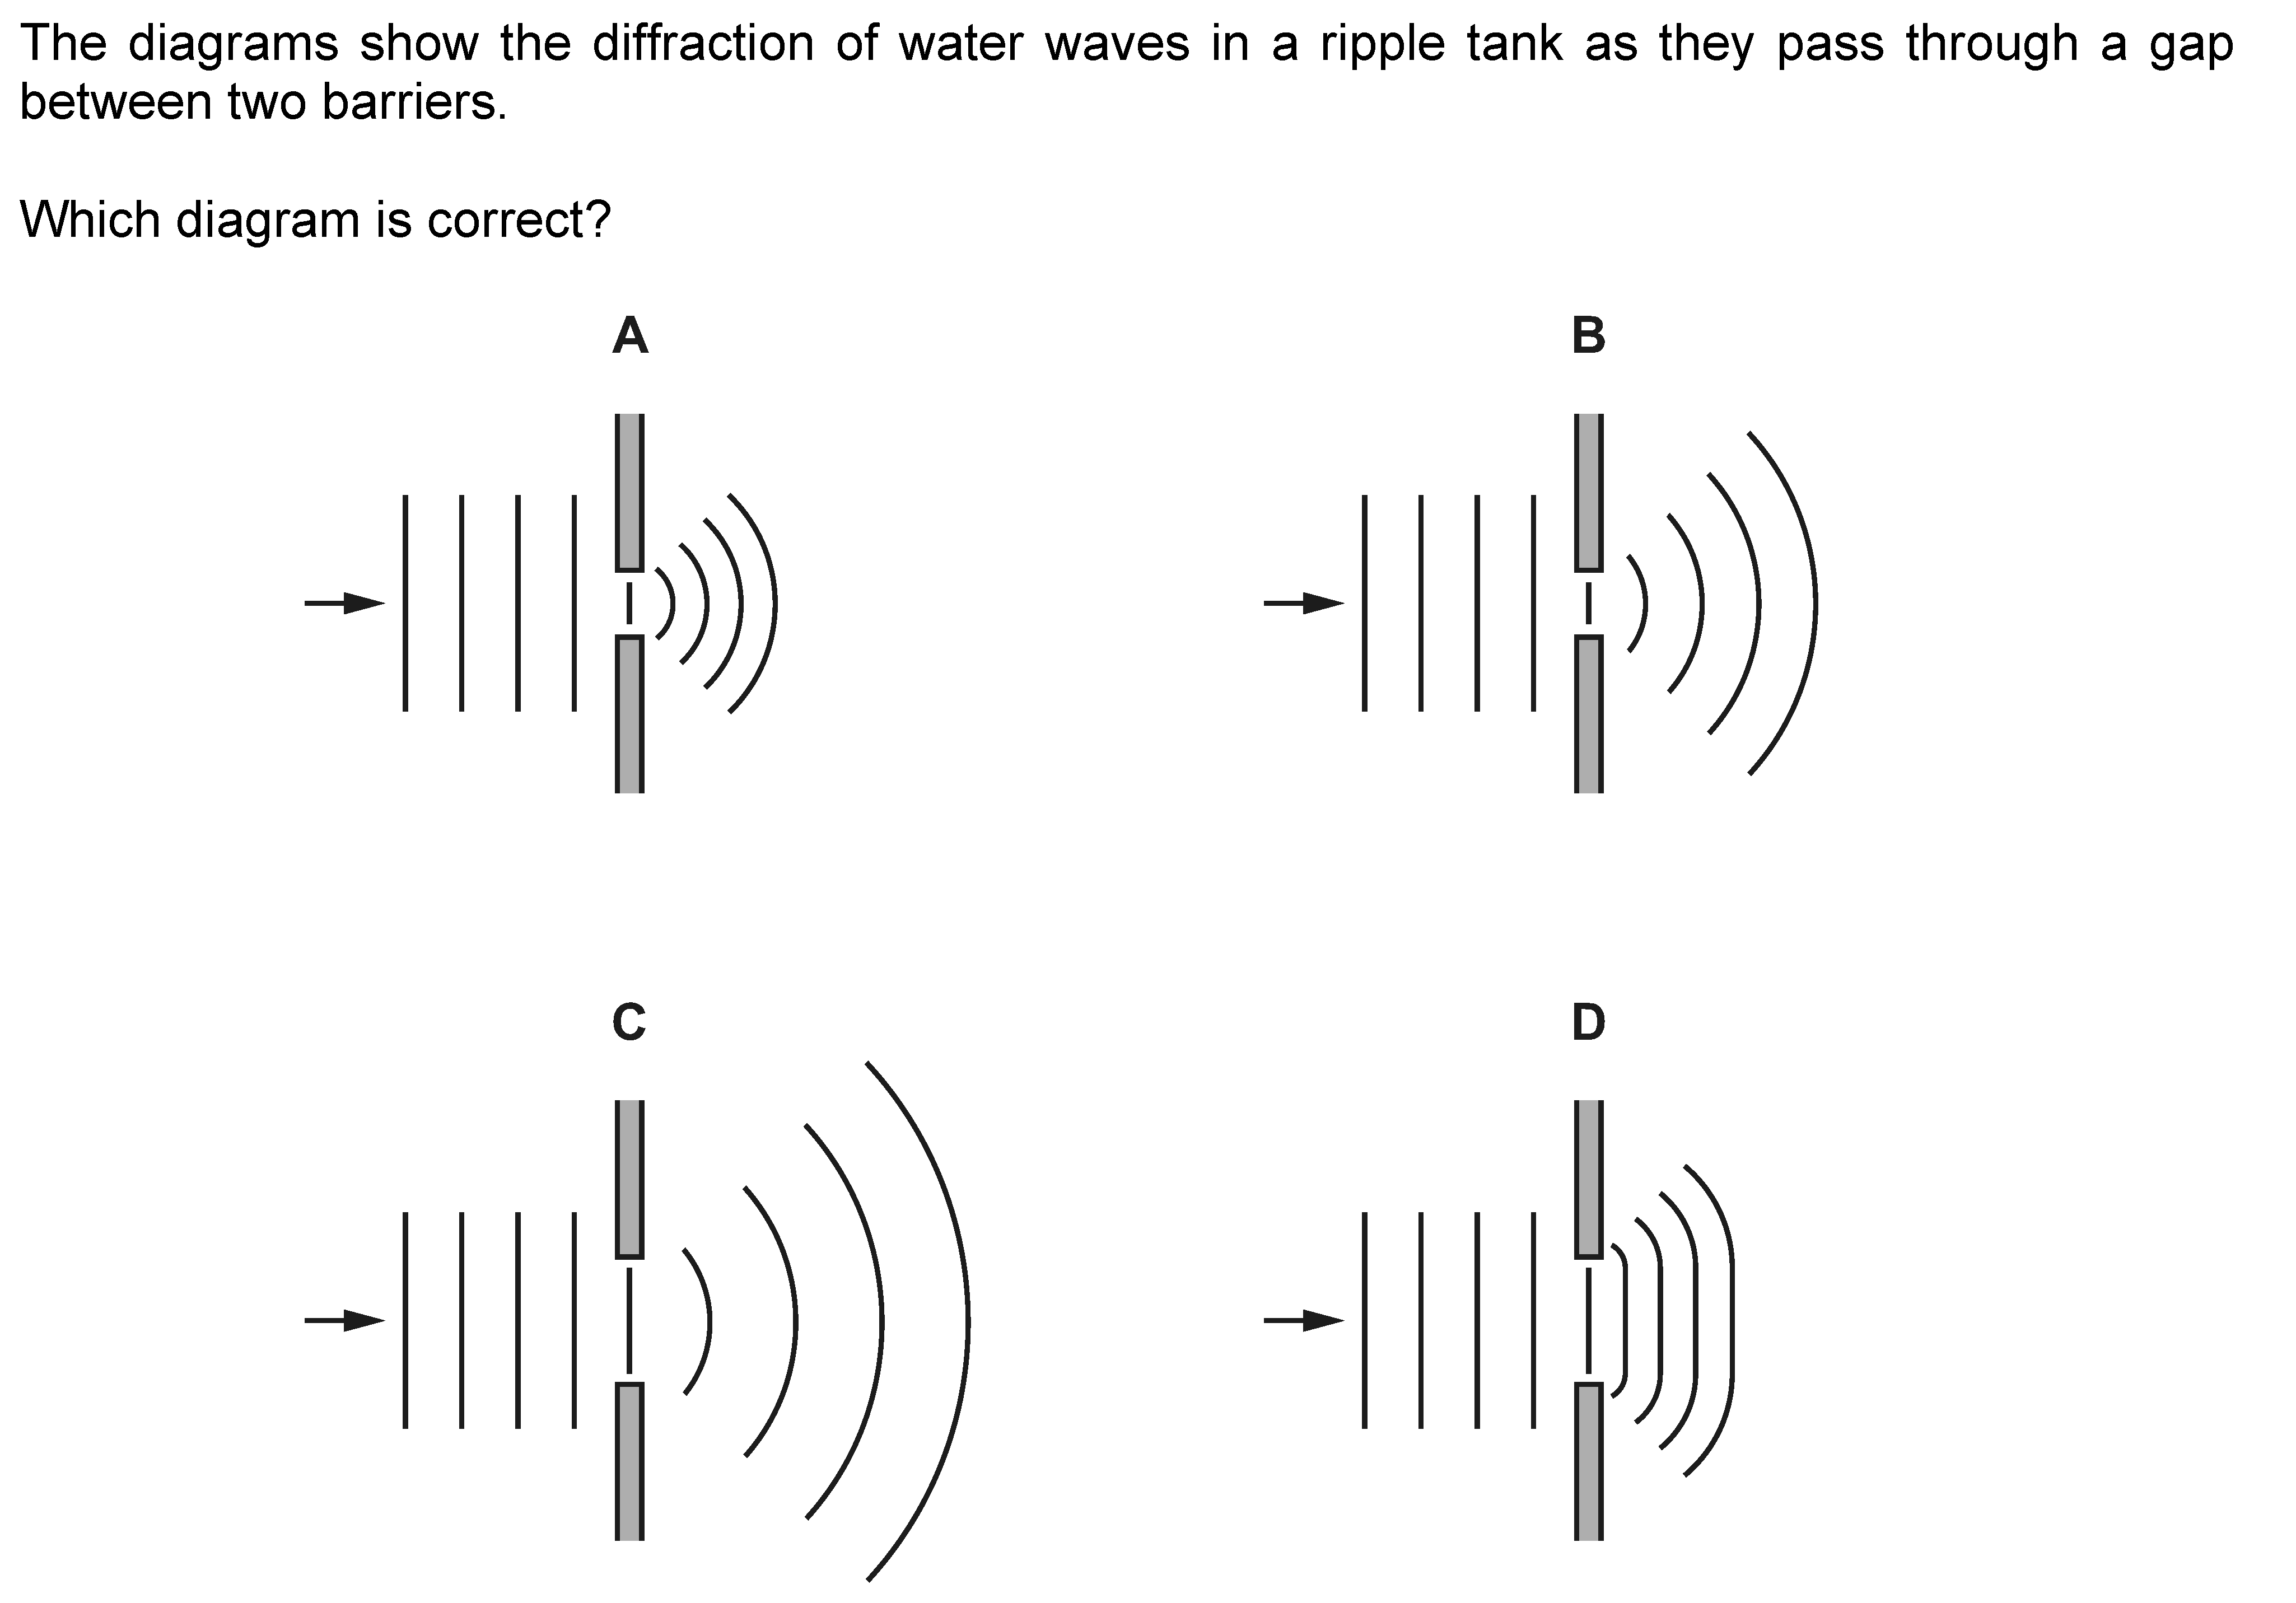 The diagrams show the diffraction of water waves in a ripple tank as they pass through a gap
between two barriers.
Which diagram is correct?
A
B
C
D